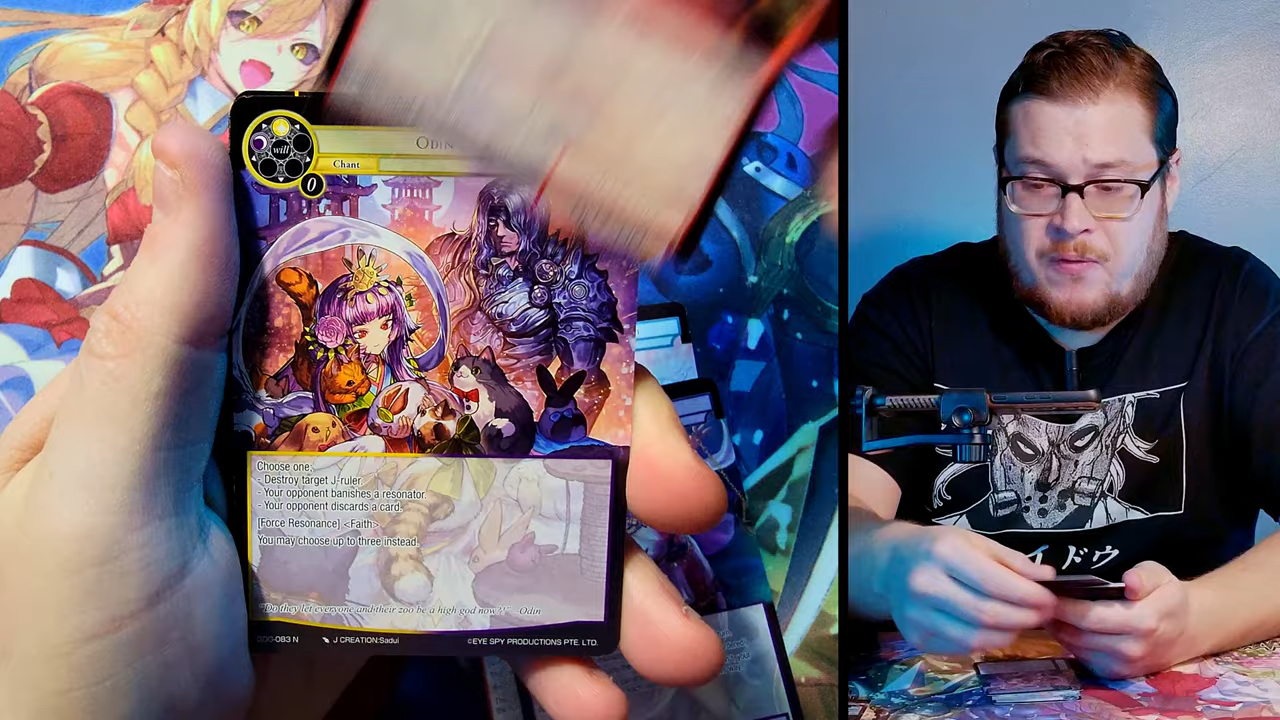 ODIN
will
Chant
0
Choose one,
- Destroy target J-ruler.
- Your opponent banishes a resonator.
- Your opponent discards a card.
[Force Resonance] <Faith>
You may choose up to three instead.
"Do they let everyone and their zoo be a high god now?!" -Odin
083 N
J CREATION:Sadui
©EYE SPY PRODUCTIONS PTE. LTD.
イドウ